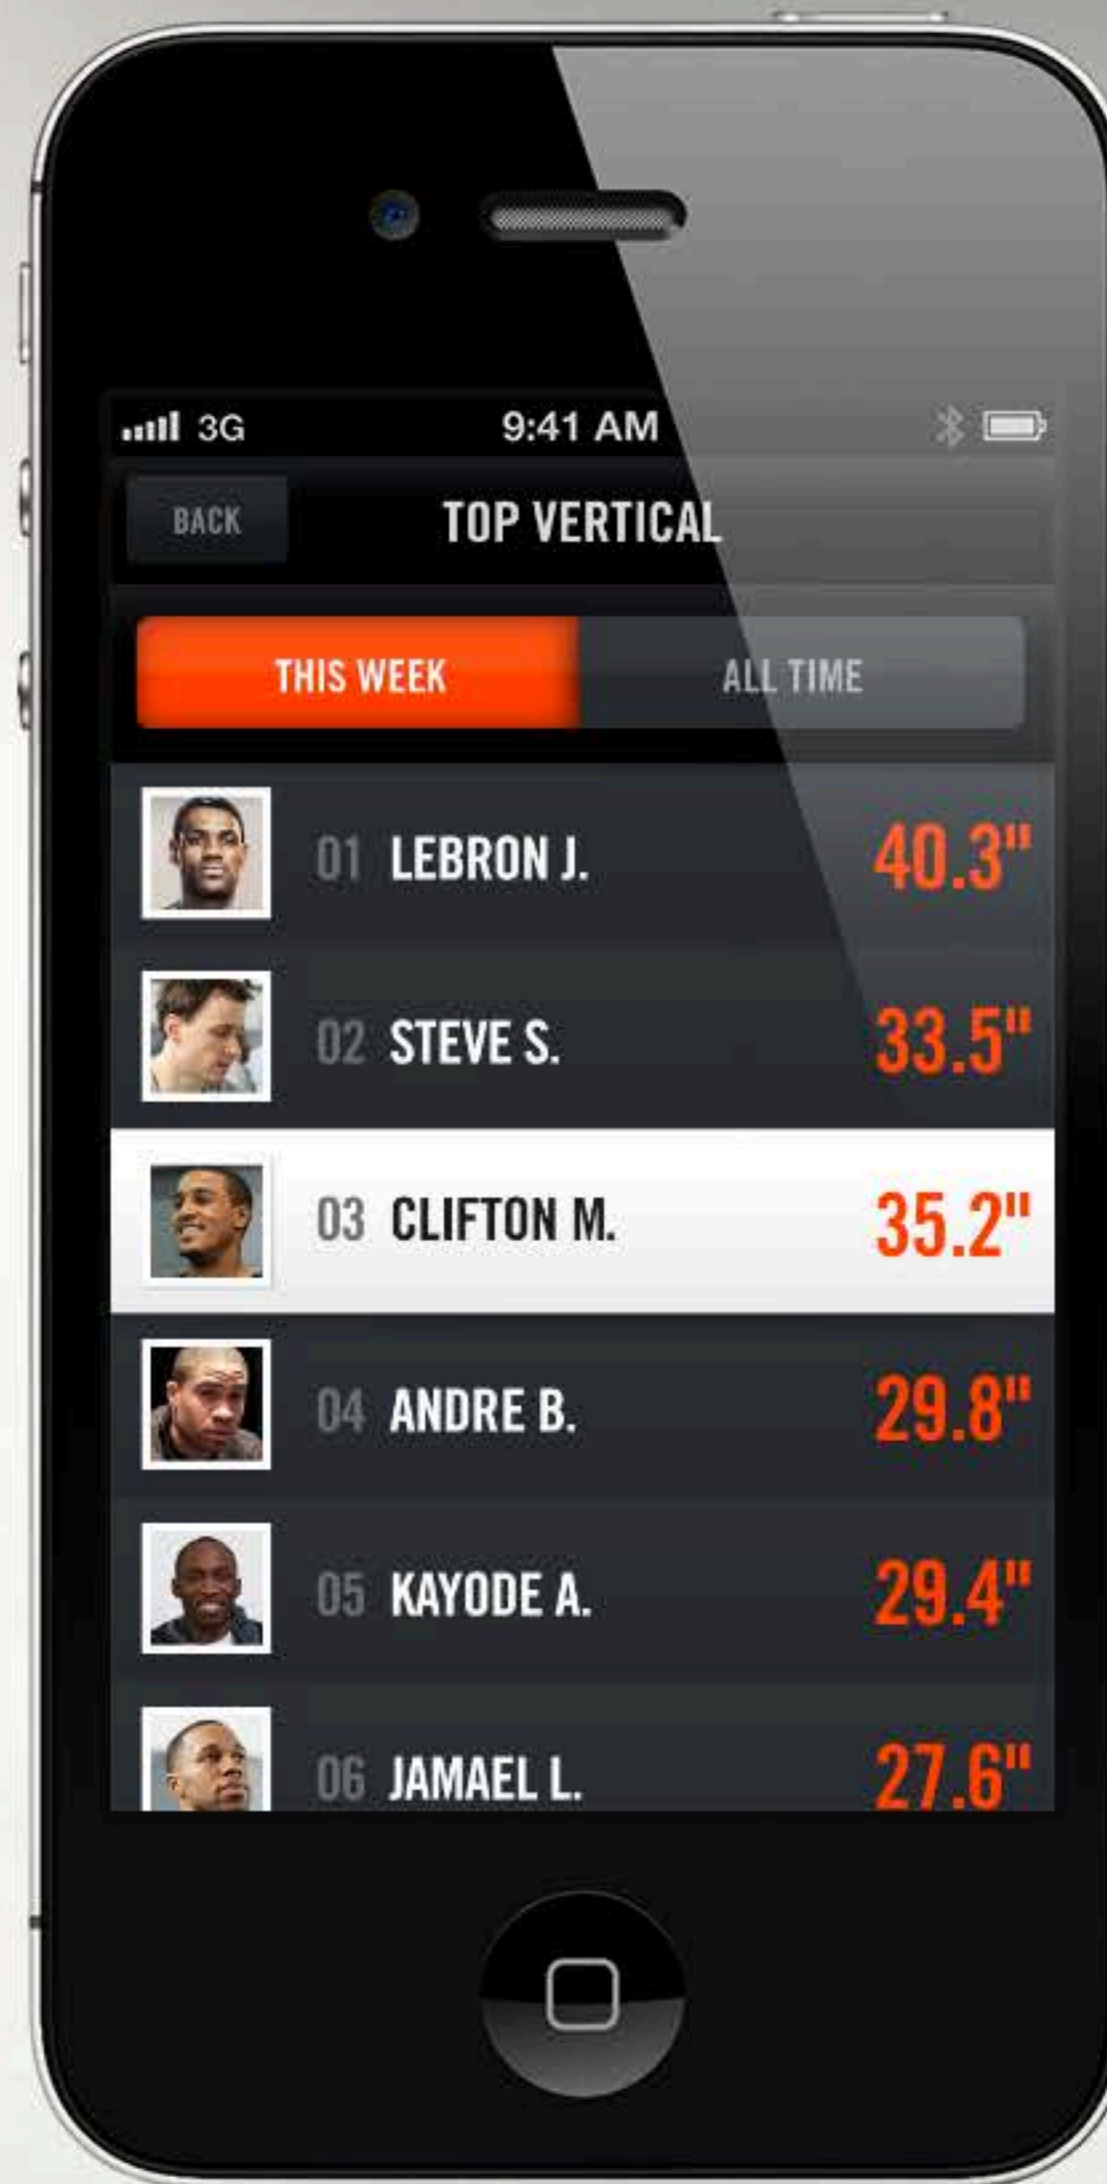 3G 9:41 AM
BACK TOP VERTICAL
THIS WEEK ALL TIME
01 LEBRON J. 40.3"
02 STEVE S. 33.5"
03 CLIFTON M. 35.2"
04 ANDRE B. 29.8"
05 KAYODE A. 29.4"
06 JAMAEL L. 27.6"